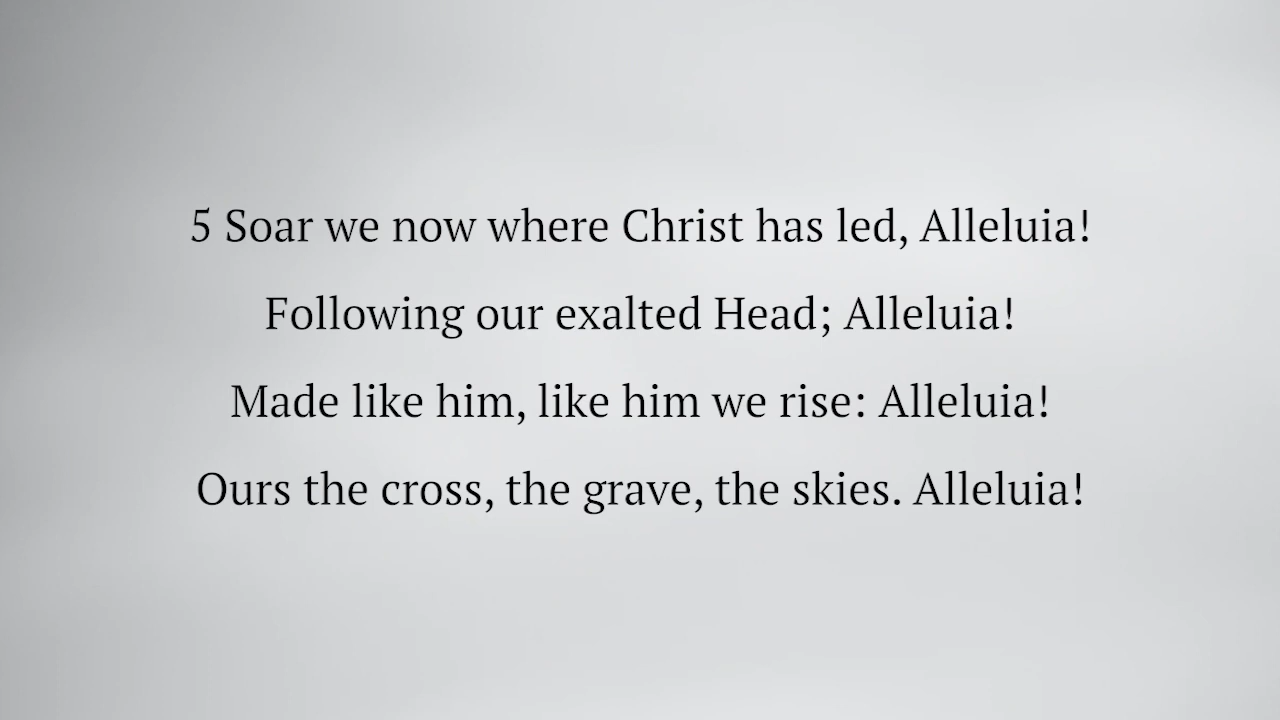 5 Soar we now where Christ has led, Alleluia!
Following our exalted Head; Alleluia!
Made like him, like him we rise: Alleluia!
Ours the cross, the grave, the skies. Alleluia!